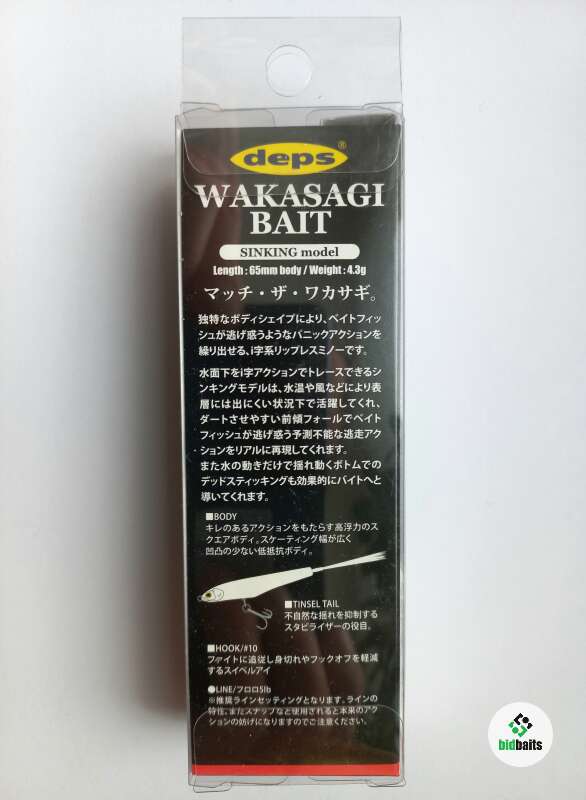 deps®
WAKASAGI
BAIT
SINKING model
Length : 65mm body / Weight : 4.3g
マッチ・ザ・ワカサギ。
独特なボディシェイプにより、ベイトフィッ
シュが逃げ惑うようなパニックアクションを
繰り出せる、i字系リップレスミノーです。
水面下をi字アクションでトレースできるシ
ンキングモデルは、水温や風などにより表
層には出にくい状況下で活躍してくれ、
ダートさせやすい前傾フォールでベイト
フィッシュが逃げ惑う予測不能な逃走アク
ションをリアルに再現してくれます。
また水の動きだけで揺れ動くボトムでの
デッドスティッキングも効果的にバイトへと
導いてくれます。
■BODY
キレのあるアクションをもたらす高浮力のス
クエアボディ。スケーティング幅が広く
凹凸の少ない低抵抗ボディ。
■TINSEL TAIL
不自然な揺れを抑制する
スタビライザーの役目。
■HOOK/#10
ファイトに追従し身切れやフックオフを軽減
するスイベルアイ
●LINE/フロロ5lb
※推奨ラインセッティングとなります。ラインの
特性、またスナップなど使用されると本来のアク
ションの妨げになりますのでご注意ください。
bidbaits